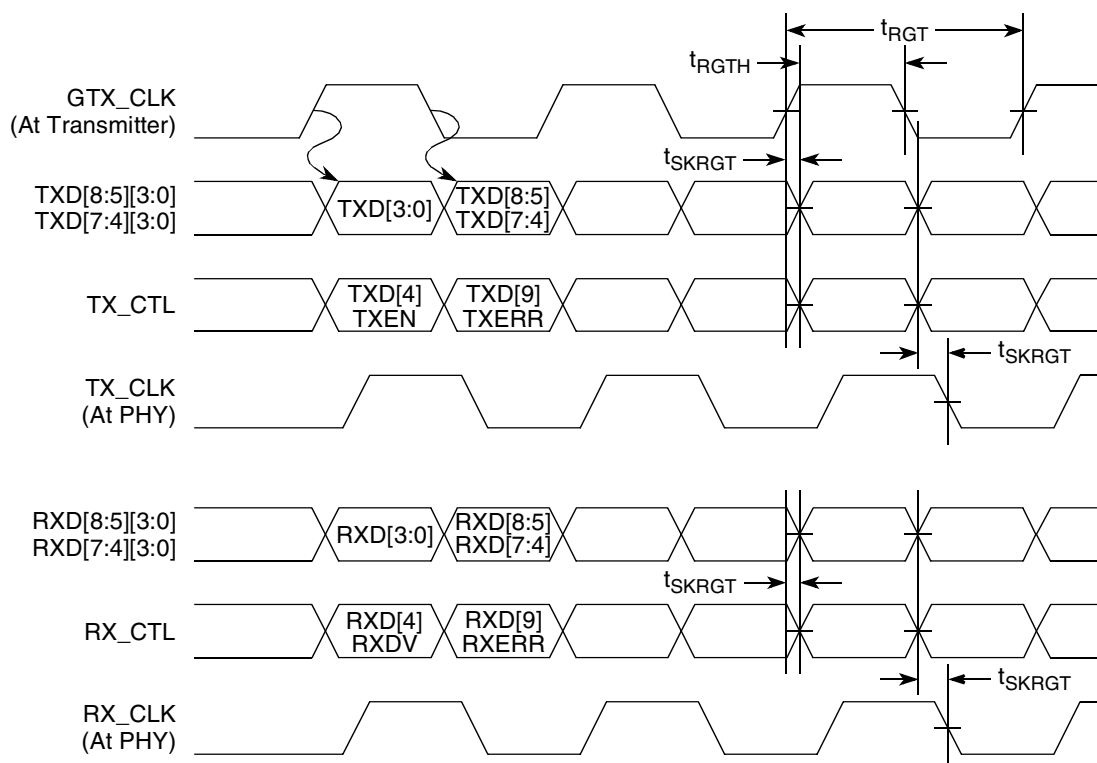 tRGT
tRGTH
GTX_CLK
(At Transmitter)
tSKRGT
TXD[8:5][3:0]
TXD[7:4][3:0]
TXD[3:0]
TXD[8:5]
TXD[7:4]
TX_CTL
TXD[4]
TXEN
TXD[9]
TXERR
tSKRGT
TX_CLK
(At PHY)
RXD[8:5][3:0]
RXD[7:4][3:0]
RXD[3:0]
RXD[8:5]
RXD[7:4]
tSKRGT
RX_CTL
RXD[4]
RXDV
RXD[9]
RXERR
tSKRGT
RX_CLK
(At PHY)